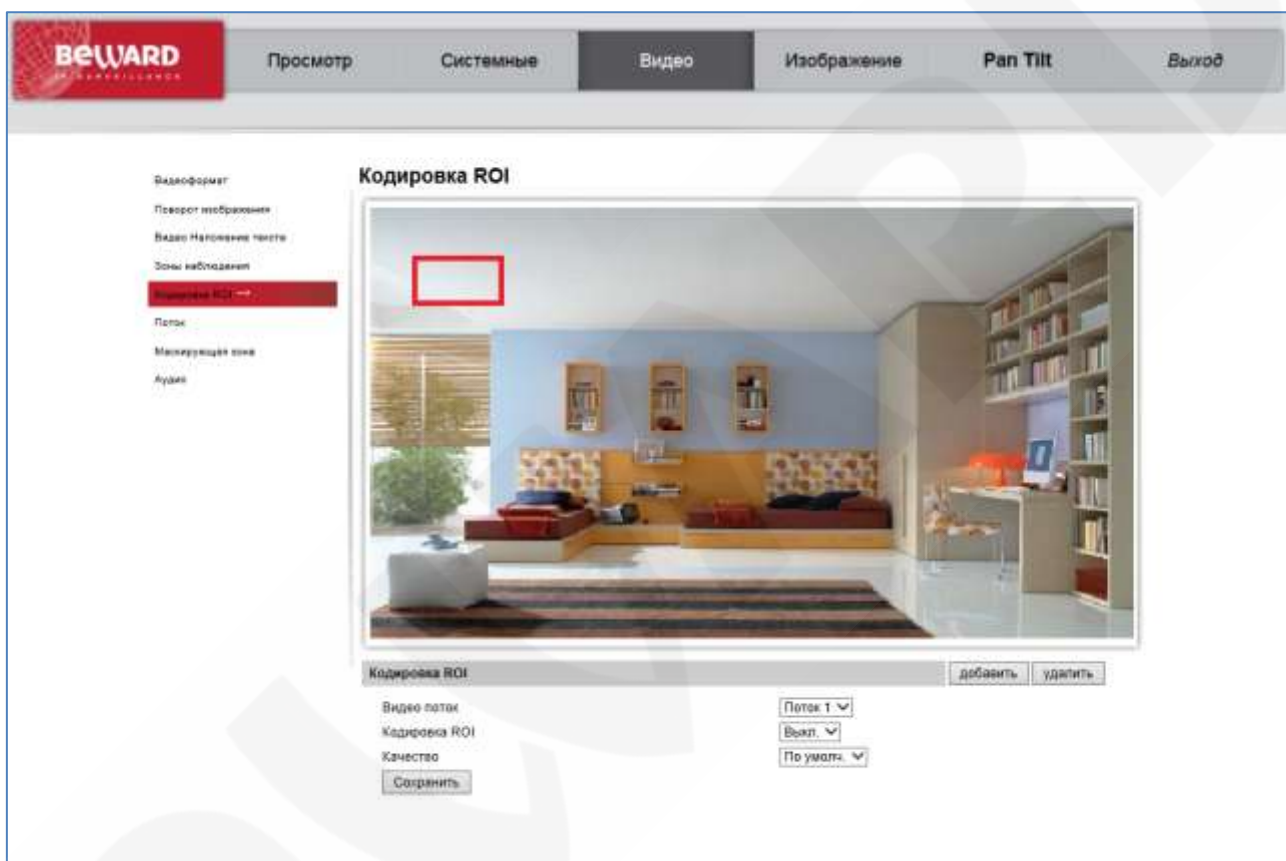 BEWARD
Просмотр Системные Видео Изображение Pan Tilt Выход
Кодировка ROI
Видеоформат
Поворот изображения
Видео Наложение текста
Зоны наблюдения
Кодировка ROI →
Поток
Маскирующая зона
Аудио
Кодировка ROI добавить удалить
Видео поток Поток 1
Кодировка ROI Выкл.
Качество По умолч.
Сохранить